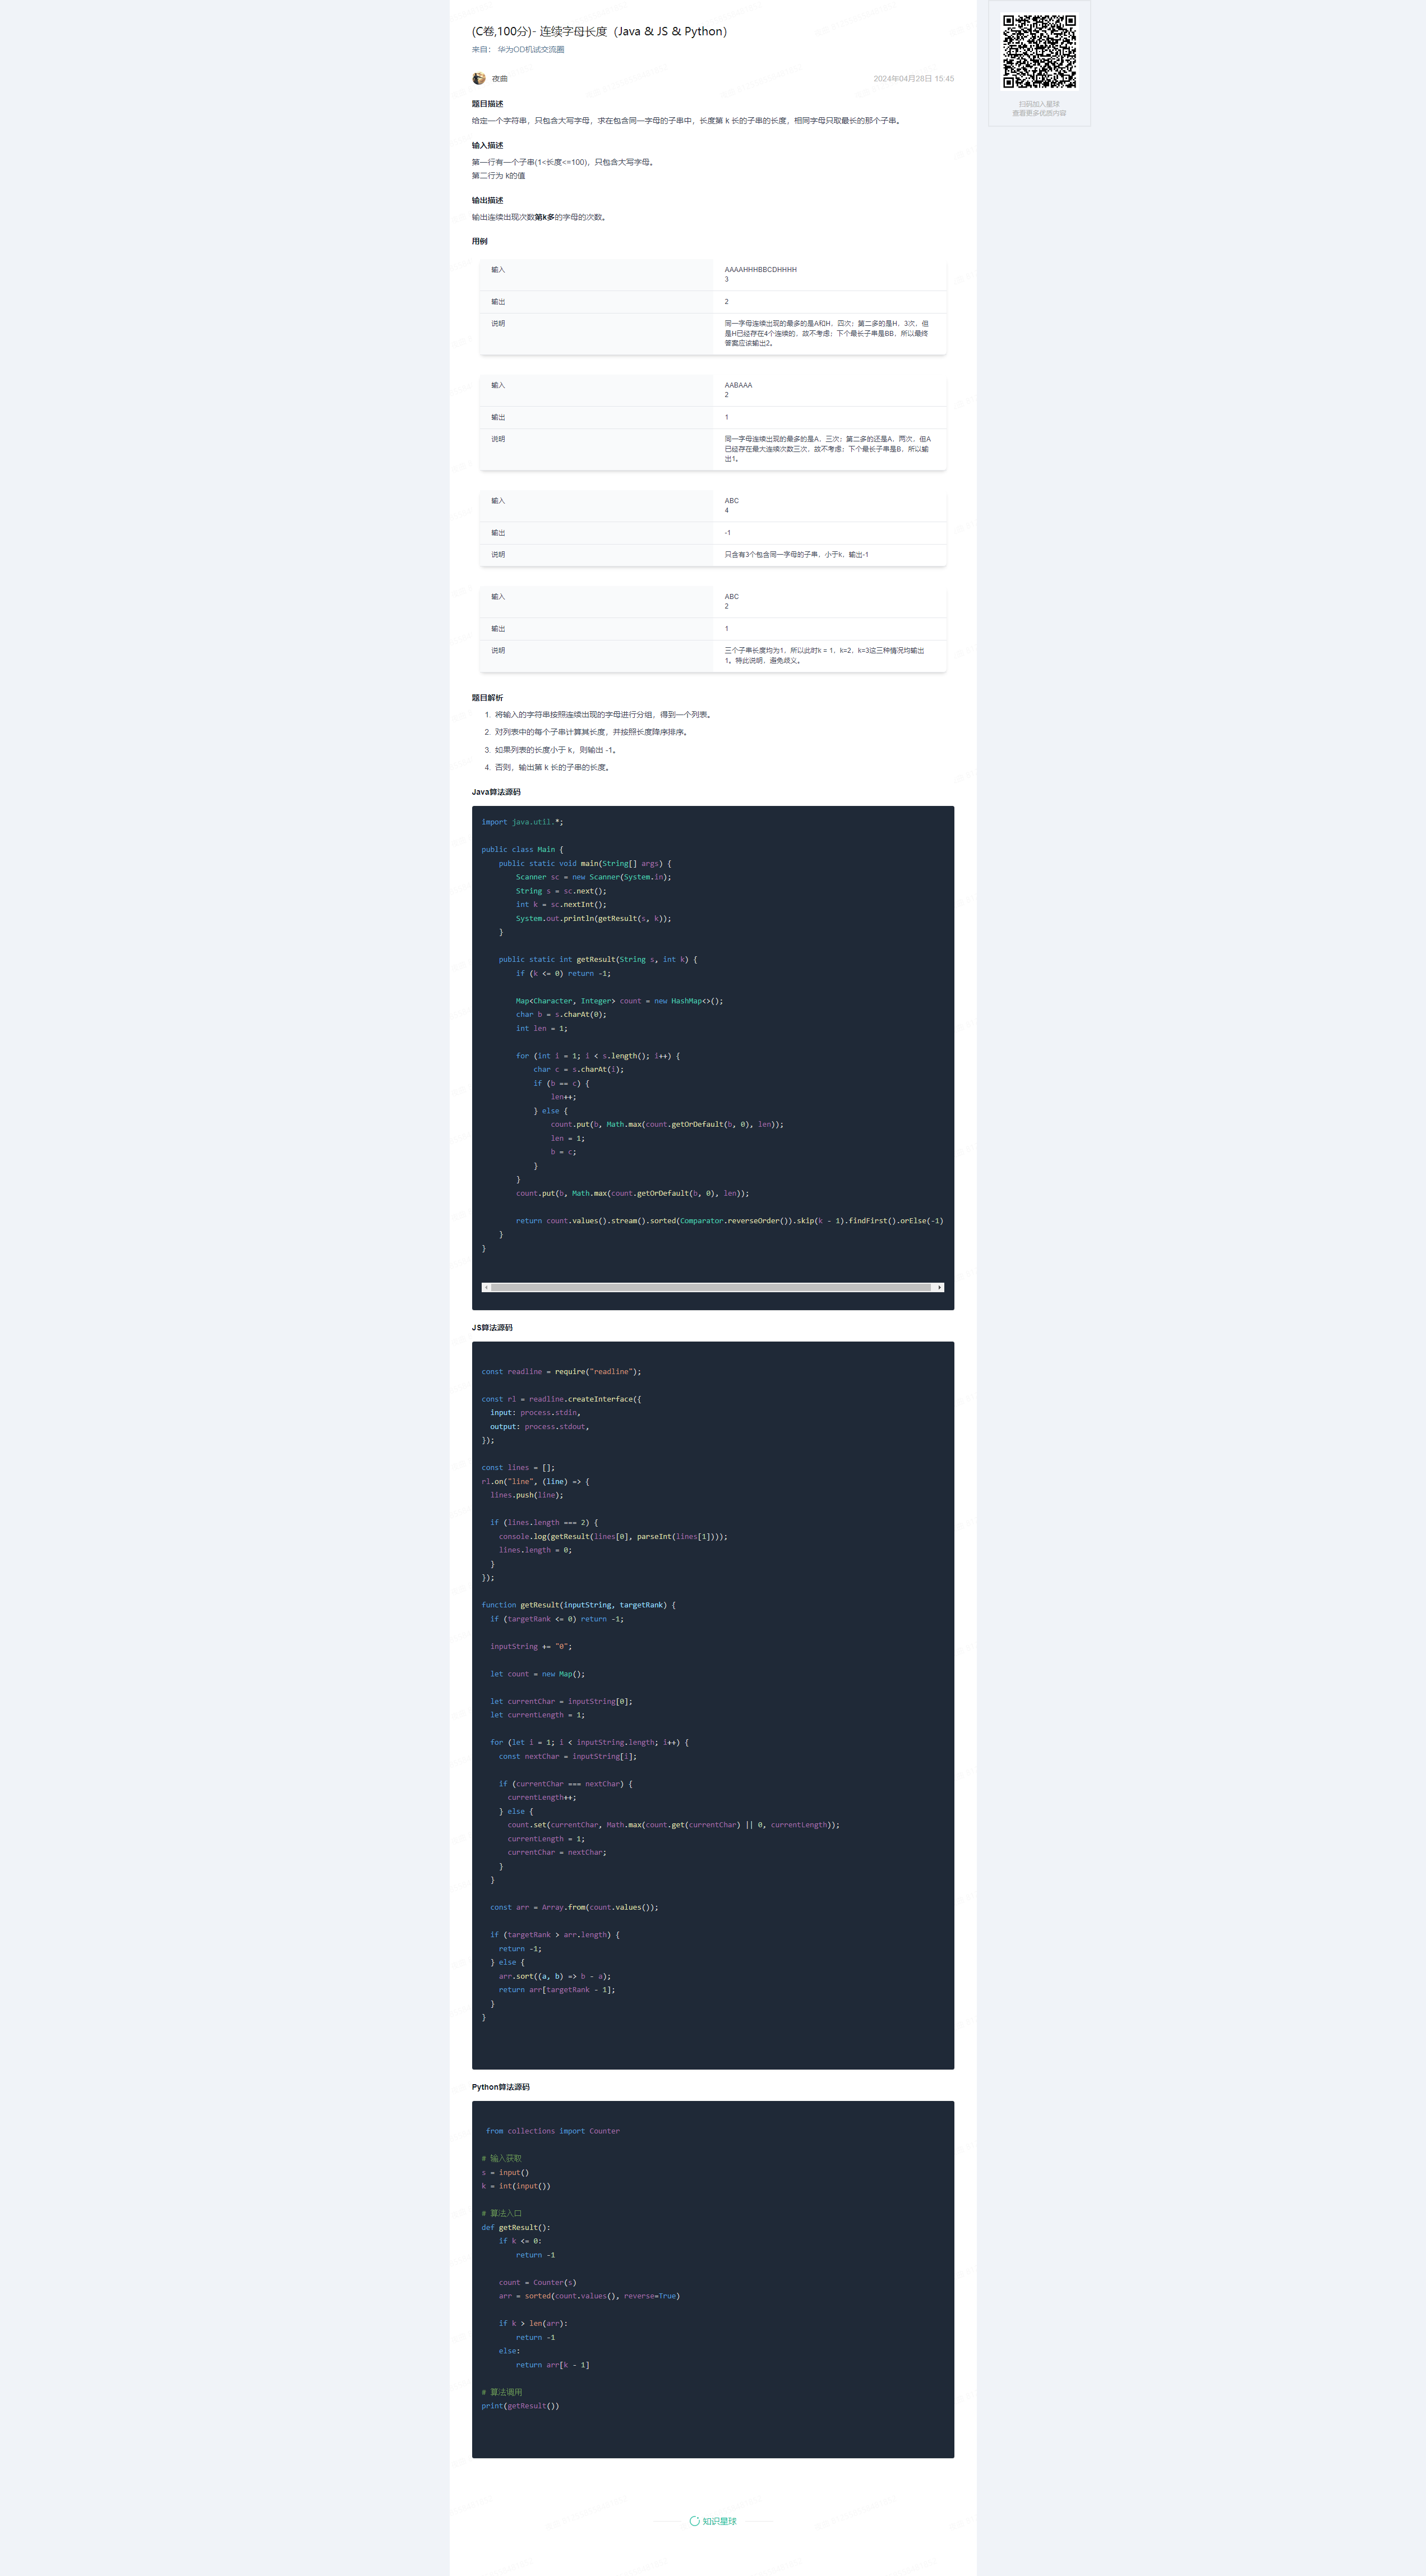 (C卷,100分)- 连续字母长度（Java & JS & Python）
来自： 华为OD机试交流圈
夜曲
2024年04月28日 15:45
扫码加入星球
查看更多优质内容
题目描述
给定一个字符串，只包含大写字母，求在包含同一字母的子串中，长度第 k 长的子串的长度，相同字母只取最长的那个子串。
输入描述
第一行有一个子串(1<长度<=100)，只包含大写字母。
第二行为 k的值
输出描述
输出连续出现次数第k多的字母的次数。
用例
输入
AAAAHHHBBCDHHHH
3
输出
2
说明
同一字母连续出现的最多的是A和H，四次；第二多的是H，3次，但
是H已经存在4个连续的，故不考虑；下个最长子串是BB，所以最终
答案应该输出2。
输入
AABAAA
2
输出
1
说明
同一字母连续出现的最多的是A，三次；第二多的还是A，两次，但A
已经存在最大连续次数三次，故不考虑；下个最长子串是B，所以输
出1。
输入
ABC
4
输出
-1
说明
只含有3个包含同一字母的子串，小于k，输出-1
输入
ABC
2
输出
1
说明
三个子串长度均为1，所以此时k = 1，k=2，k=3这三种情况均输出
1。特此说明，避免歧义。
题目解析
1. 将输入的字符串按照连续出现的字母进行分组，得到一个列表。
2. 对列表中的每个子串计算其长度，并按照长度降序排序。
3. 如果列表的长度小于 k，则输出 -1。
4. 否则，输出第 k 长的子串的长度。
Java算法源码
import java.util.*;
public class Main {
public static void main(String[] args) {
Scanner sc = new Scanner(System.in);
String s = sc.next();
int k = sc.nextInt();
System.out.println(getResult(s, k));
}
public static int getResult(String s, int k) {
if (k <= 0) return -1;
Map<Character, Integer> count = new HashMap<>();
char b = s.charAt(0);
int len = 1;
for (int i = 1; i < s.length(); i++) {
char c = s.charAt(i);
if (b == c) {
len++;
} else {
count.put(b, Math.max(count.getOrDefault(b, 0), len));
len = 1;
b = c;
}
}
count.put(b, Math.max(count.getOrDefault(b, 0), len));
return count.values().stream().sorted(Comparator.reverseOrder()).skip(k - 1).findFirst().orElse(-1)
}
}
JS算法源码
const readline = require("readline");
const rl = readline.createInterface({
input: process.stdin,
output: process.stdout,
});
const lines = [];
rl.on("line", (line) => {
lines.push(line);
if (lines.length === 2) {
console.log(getResult(lines[0], parseInt(lines[1])));
lines.length = 0;
}
});
function getResult(inputString, targetRank) {
if (targetRank <= 0) return -1;
inputString += "0";
let count = new Map();
let currentChar = inputString[0];
let currentLength = 1;
for (let i = 1; i < inputString.length; i++) {
const nextChar = inputString[i];
if (currentChar === nextChar) {
currentLength++;
} else {
count.set(currentChar, Math.max(count.get(currentChar) || 0, currentLength));
currentLength = 1;
currentChar = nextChar;
}
}
const arr = Array.from(count.values());
if (targetRank > arr.length) {
return -1;
} else {
arr.sort((a, b) => b - a);
return arr[targetRank - 1];
}
}
Python算法源码
from collections import Counter
# 输入获取
s = input()
k = int(input())
# 算法入口
def getResult():
if k <= 0:
return -1
count = Counter(s)
arr = sorted(count.values(), reverse=True)
if k > len(arr):
return -1
else:
return arr[k - 1]
# 算法调用
print(getResult())
知识星球